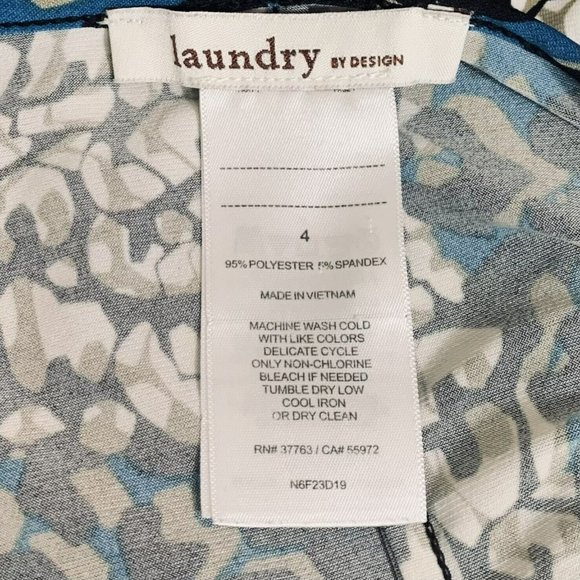 laundry BY DESIGN
4
95% POLYESTER 5% SPANDEX
MADE IN VIETNAM
MACHINE WASH COLD
WITH LIKE COLORS
DELICATE CYCLE
ONLY NON-CHLORINE
BLEACH IF NEEDED
TUMBLE DRY LOW
COOL IRON
OR DRY CLEAN
RN# 37763 / CA# 55972
N6F23D19